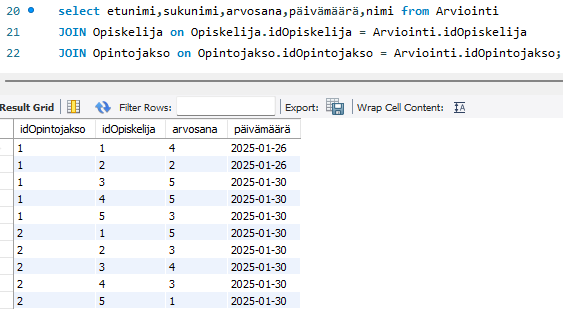 20 select etunimi,sukunimi,arvosana,päivämäärä,nimi from Arviointi
21 JOIN Opiskelija on Opiskelija.idOpiskelija = Arviointi.idOpiskelija
22 JOIN Opintojakso on Opintojakso.idOpintojakso = Arviointi.idOpintojakso;
Result Grid Filter Rows: Export: Wrap Cell Content: IA
idOpintojakso idOpiskelija arvosana päivämäärä
1 1 4 2025-01-26
1 2 2 2025-01-26
1 3 5 2025-01-30
1 4 5 2025-01-30
1 5 3 2025-01-30
2 1 5 2025-01-30
2 2 3 2025-01-30
2 3 4 2025-01-30
2 4 3 2025-01-30
2 5 1 2025-01-30